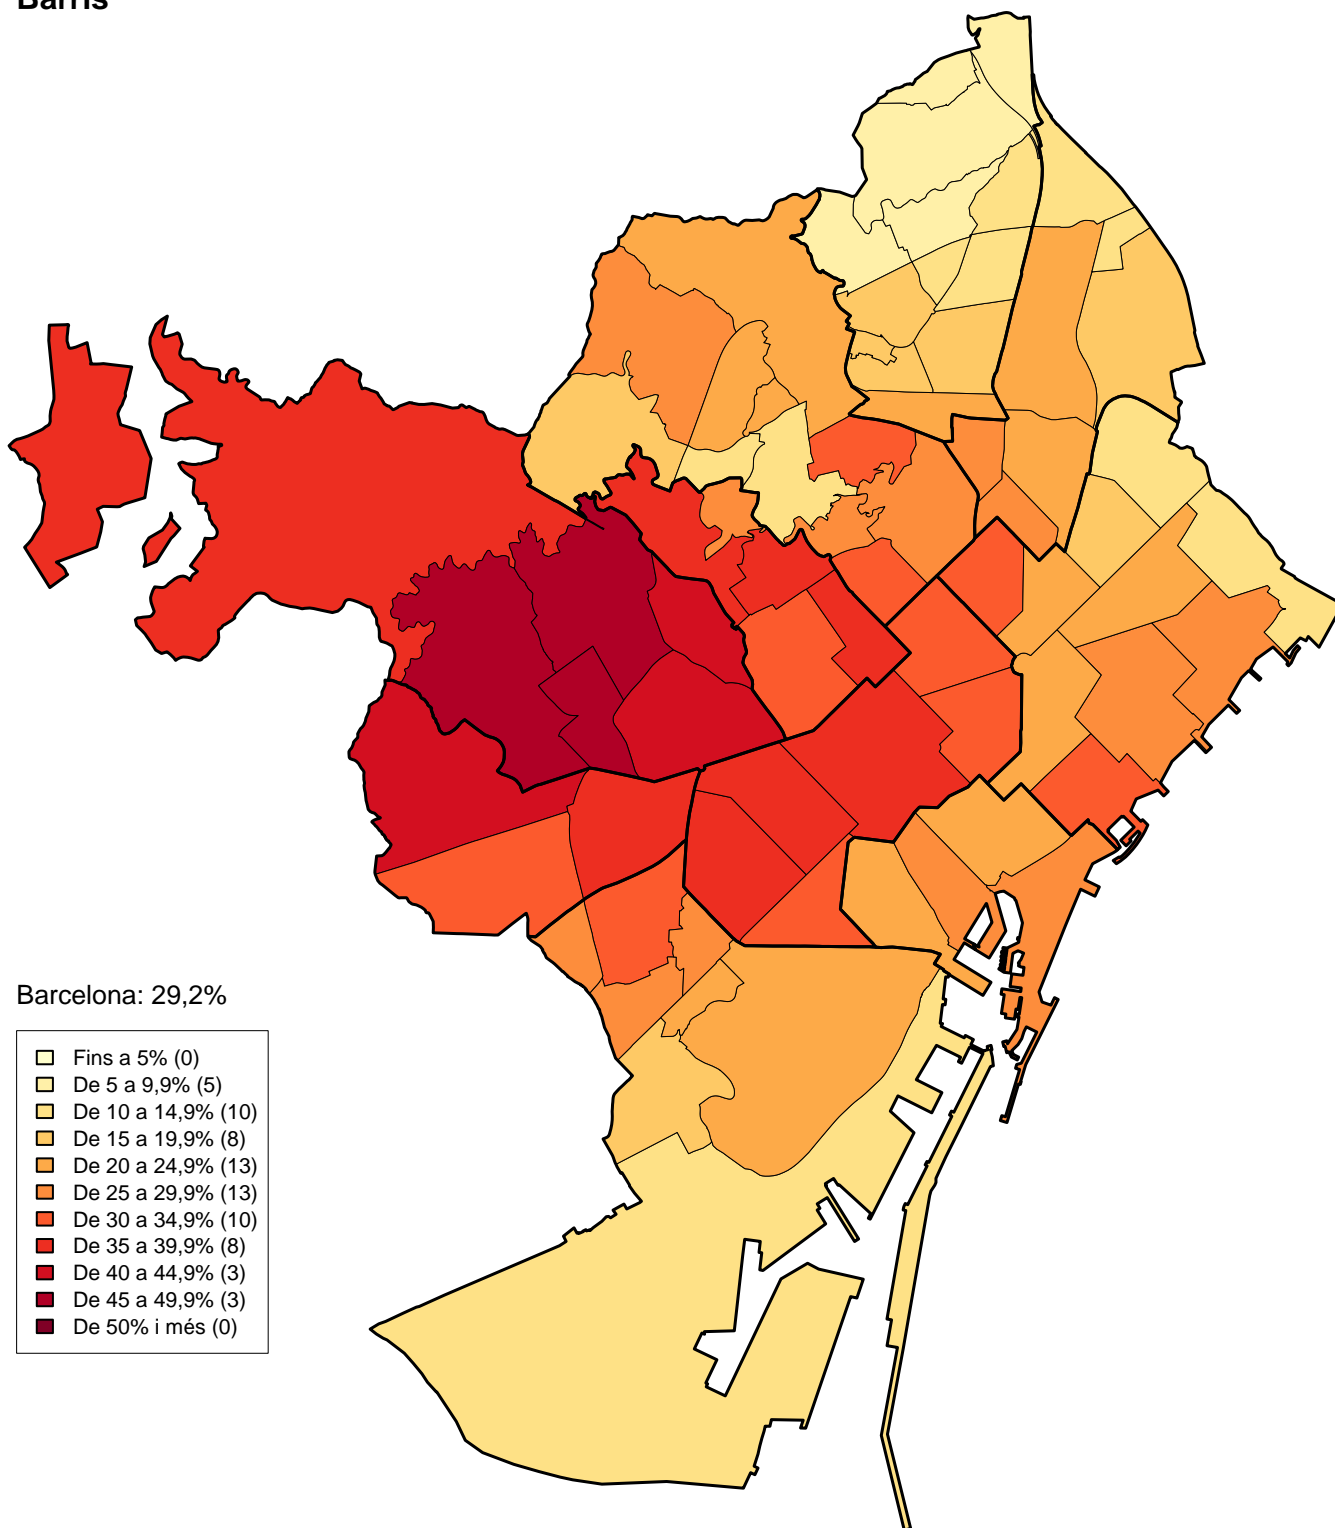 Barris
Barcelona: 29,2%
Fins a 5% (0)
De 5 a 9,9% (5)
De 10 a 14,9% (10)
De 15 a 19,9% (8)
De 20 a 24,9% (13)
De 25 a 29,9% (13)
De 30 a 34,9% (10)
De 35 a 39,9% (8)
De 40 a 44,9% (3)
De 45 a 49,9% (3)
De 50% i més (0)